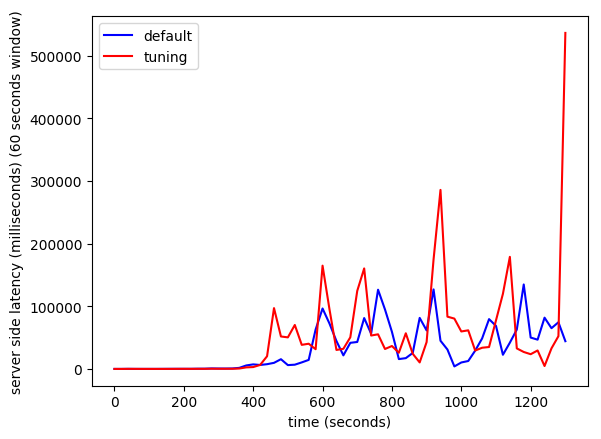 default
tuning
server side latency (milliseconds) (60 seconds window)
500000
400000
300000
200000
100000
0
0 200 400 600 800 1000 1200
time (seconds)